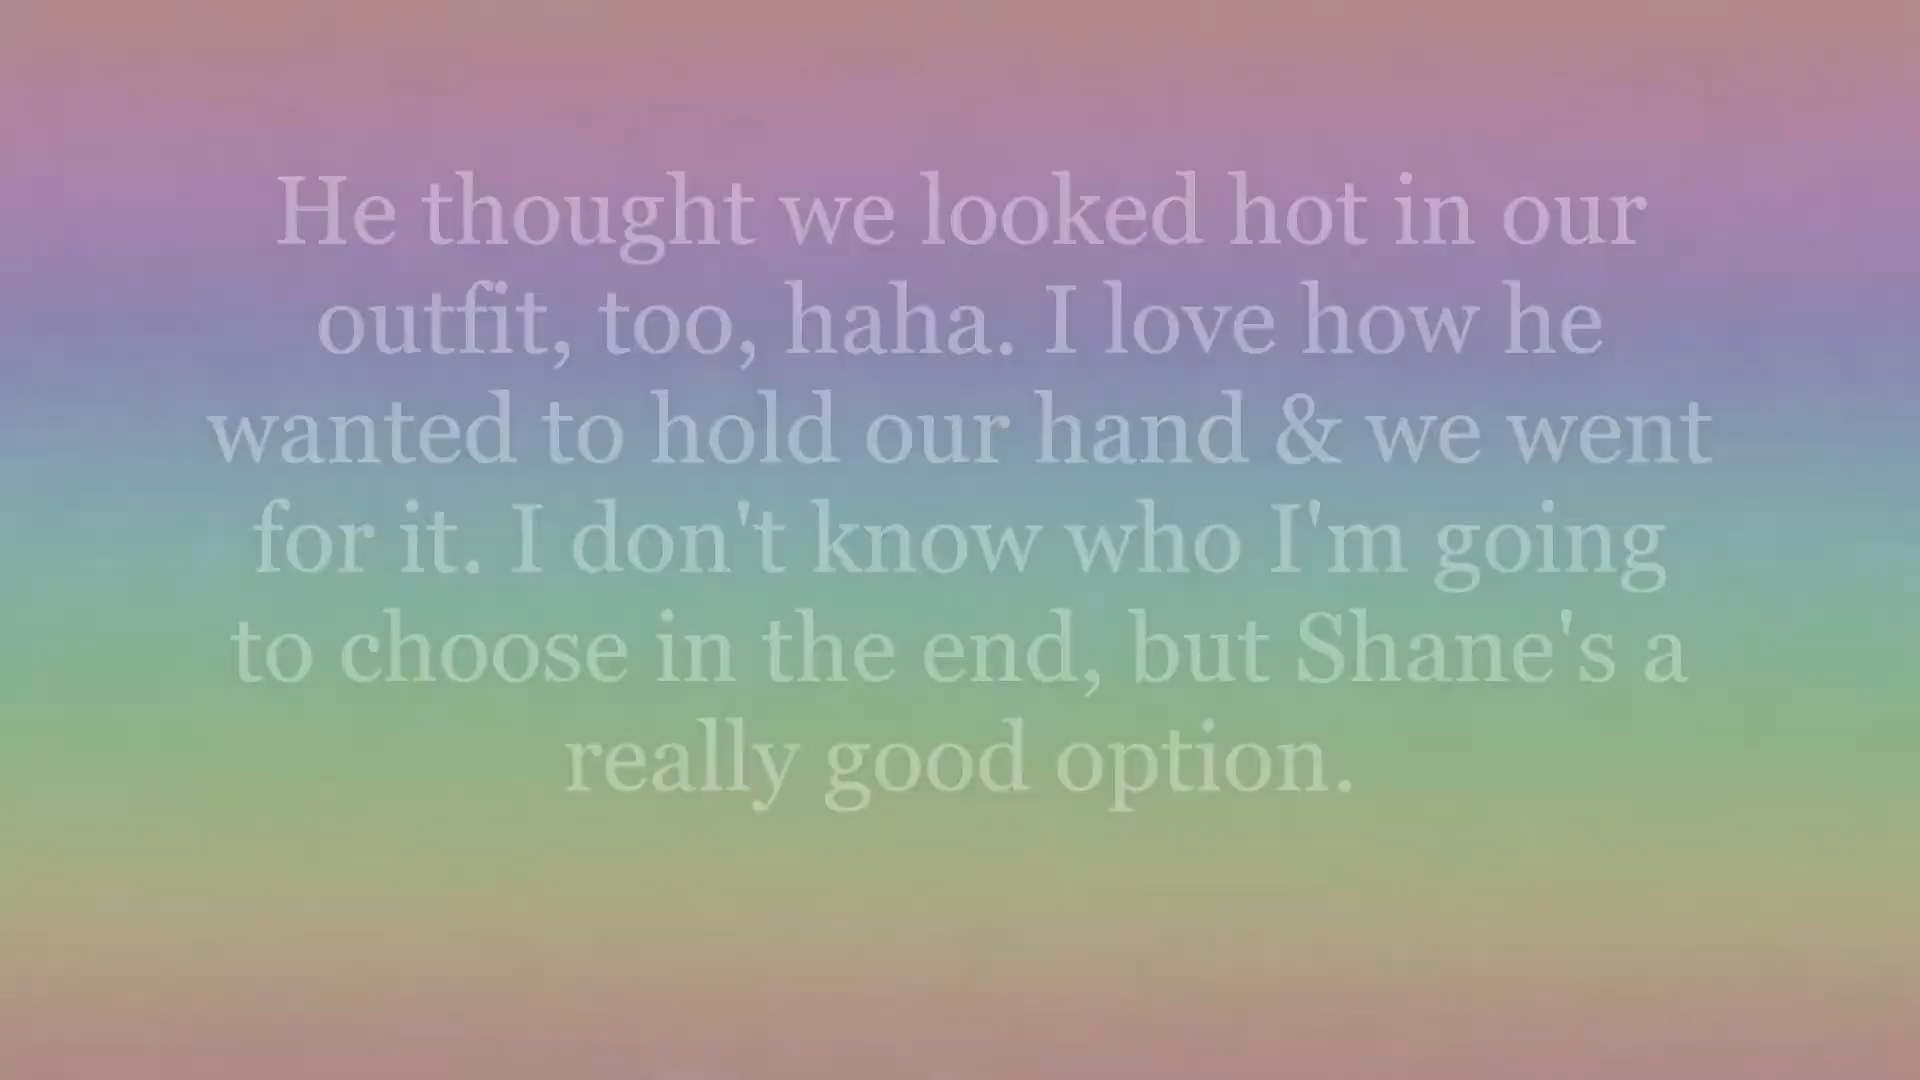 He thought we looked hot in our
outfit, too, haha. I love how he
wanted to hold our hand & we went
for it. I don't know who I'm going
to choose in the end, but Shane's a
really good option.